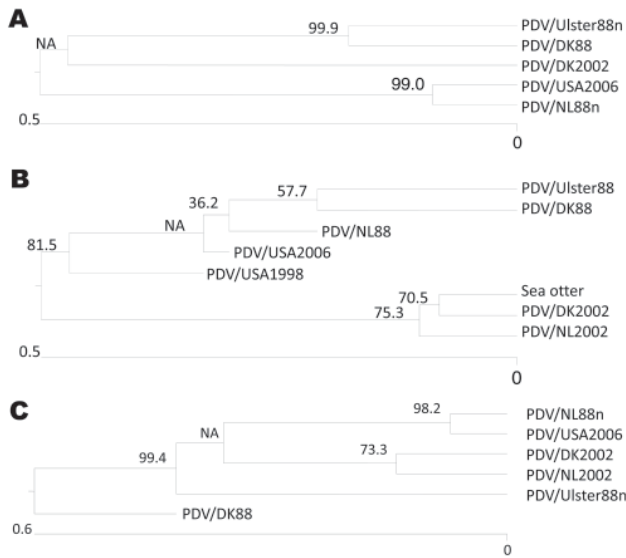 A
PDV/Ulster88n
99.9
PDV/DK88
NA
PDV/DK2002
PDV/USA2006
99.0
PDV/NL88n
0.5
0
B
PDV/Ulster88
57.7
36.2
PDV/DK88
NA
PDV/NL88
81.5
PDV/USA2006
PDV/USA1998
Sea otter
70.5
PDV/DK2002
75.3
PDV/NL2002
0.5
0
C
PDV/NL88n
98.2
NA
PDV/USA2006
PDV/DK2002
99.4
73.3
PDV/NL2002
PDV/Ulster88n
PDV/DK88
0.6
0